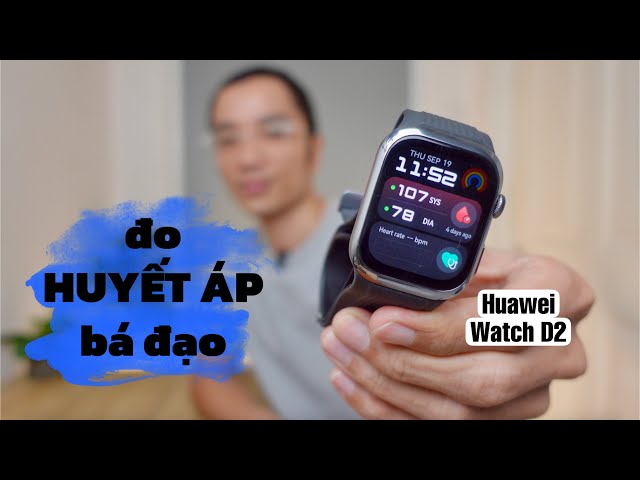 đo
HUYẾT ÁP
bá đạo
THU SEP 19
11:52
107 SYS
78 DIA
4 days ago
Heart rate -- bpm
Huawei
Watch D2